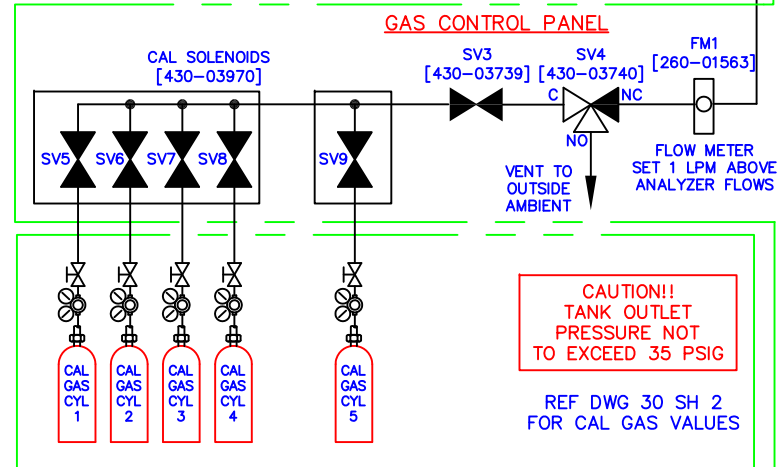 GAS CONTROL PANEL
CAL SOLENOIDS
[430-03970]
SV3
[430-03739]
SV4
[430-03740]
FM1
[260-01563]
C
NC
NO
SV5
SV6
SV7
SV8
SV9
VENT TO
OUTSIDE
AMBIENT
FLOW METER
SET 1 LPM ABOVE
ANALYZER FLOWS
CAL
GAS
CYL
1
CAL
GAS
CYL
2
CAL
GAS
CYL
3
CAL
GAS
CYL
4
CAL
GAS
CYL
5
CAUTION!!
TANK OUTLET
PRESSURE NOT
TO EXCEED 35 PSIG
REF DWG 30 SH 2
FOR CAL GAS VALUES